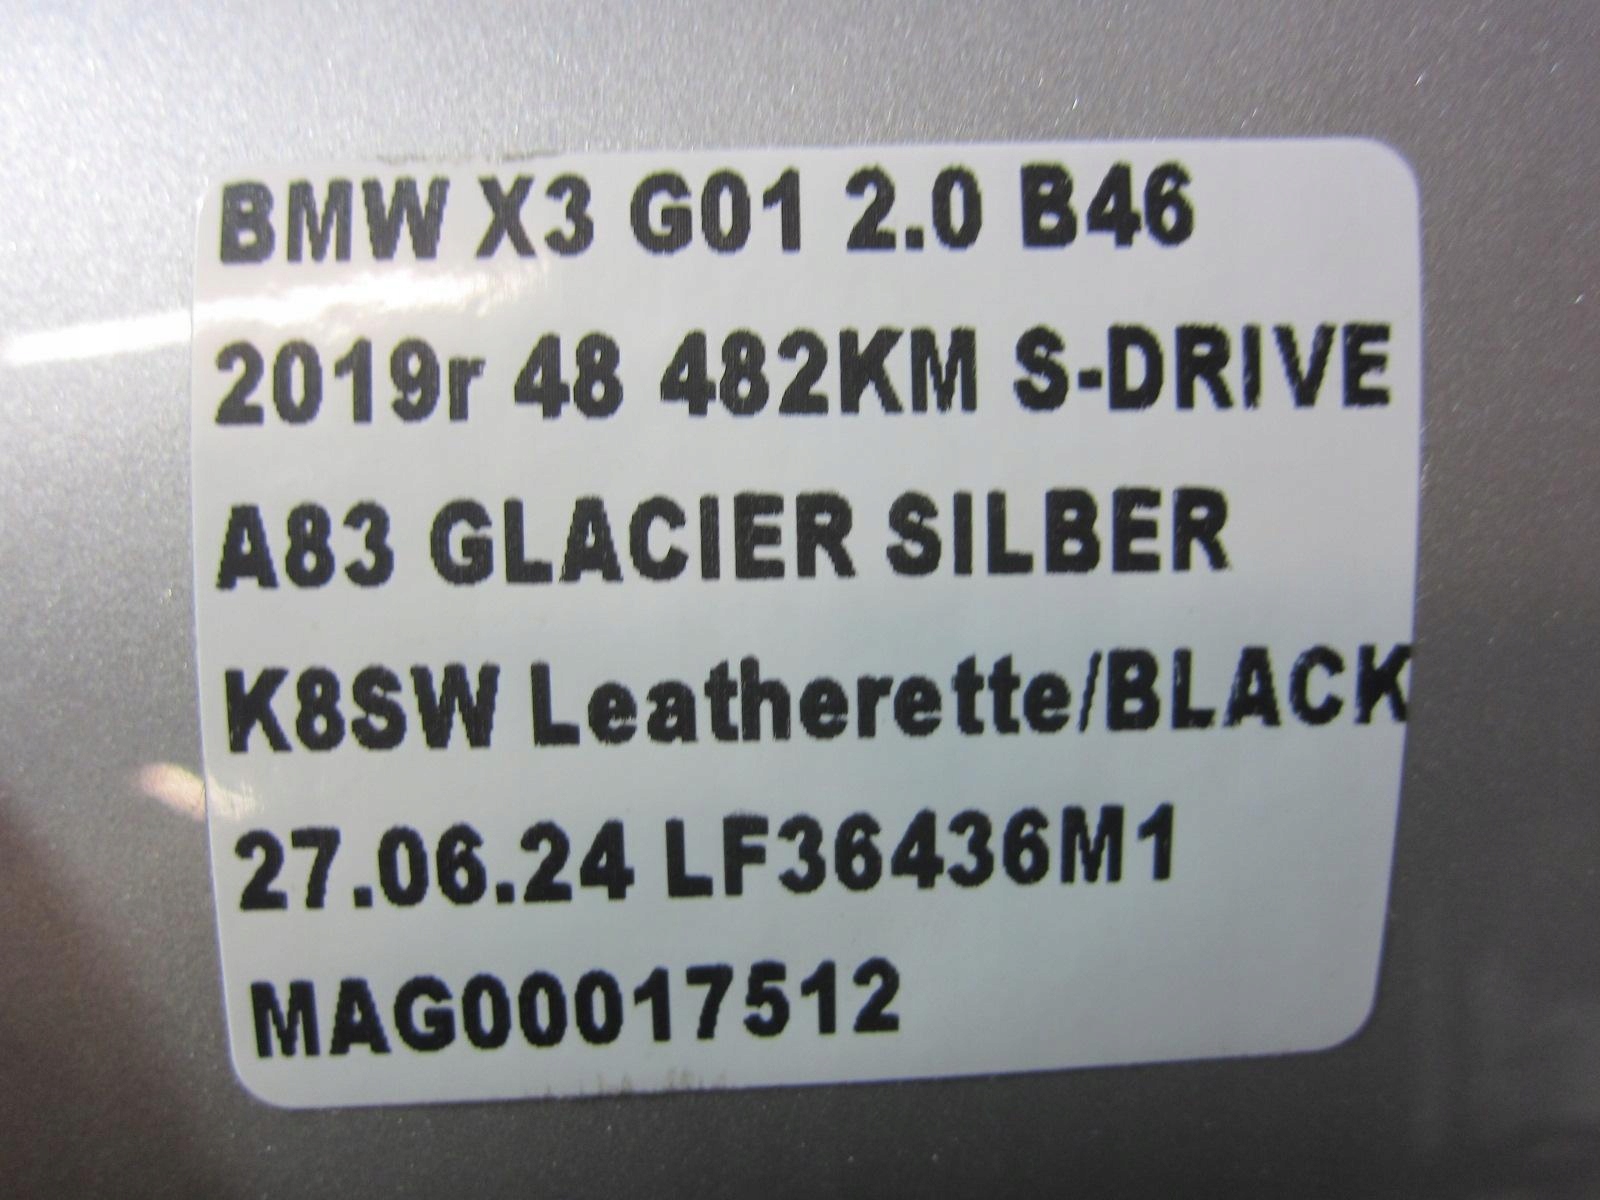 BMW X3 G01 2.0 B46
2019r 48 482KM S-DRIVE
A83 GLACIER SILBER
K8SW Leatherette/BLACK
27.06.24 LF36436M1
MAG00017512